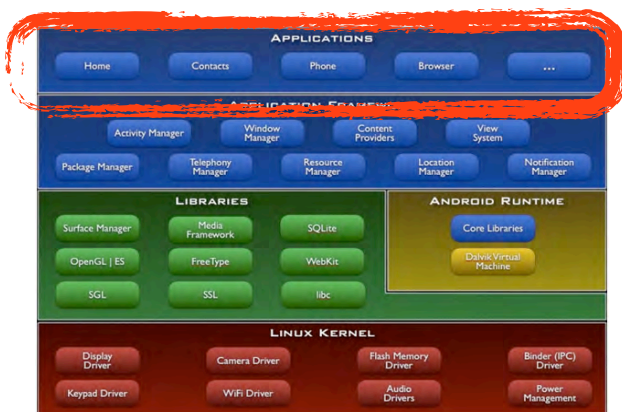 APPLICATIONS
Home Contacts Phone Browser ...
APPLICATION FRAMEW
Activity Manager Window Manager Content Providers View System
Package Manager Telephony Manager Resource Manager Location Manager Notification Manager
LIBRARIES ANDROID RUNTIME
Surface Manager Media Framework SQLite Core Libraries
OpenGL | ES FreeType WebKit Dalvik Virtual Machine
SGL SSL libc
LINUX KERNEL
Display Driver Camera Driver Flash Memory Driver Binder (IPC) Driver
Keypad Driver WiFi Driver Audio Drivers Power Management